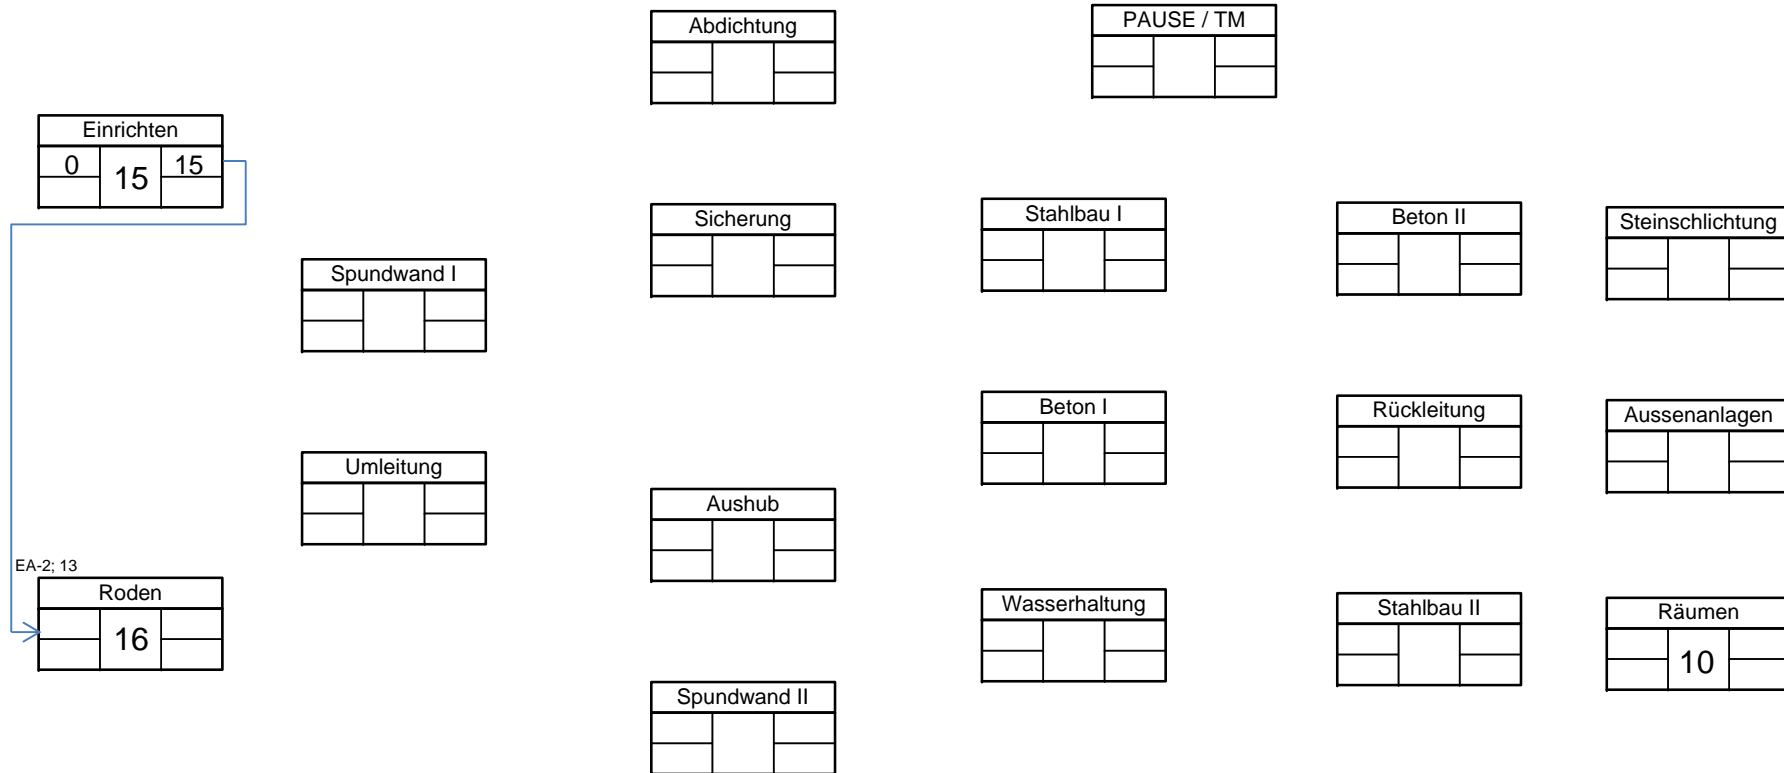 PAUSE / TM
Abdichtung
Einrichten
0
15
15
Sicherung
Stahlbau I
Beton II
Steinschlichtung
Spundwand I
Beton I
Rückleitung
Aussenanlagen
Umleitung
Aushub
EA-2; 13
Roden
16
Wasserhaltung
Stahlbau II
Räumen
10
Spundwand II